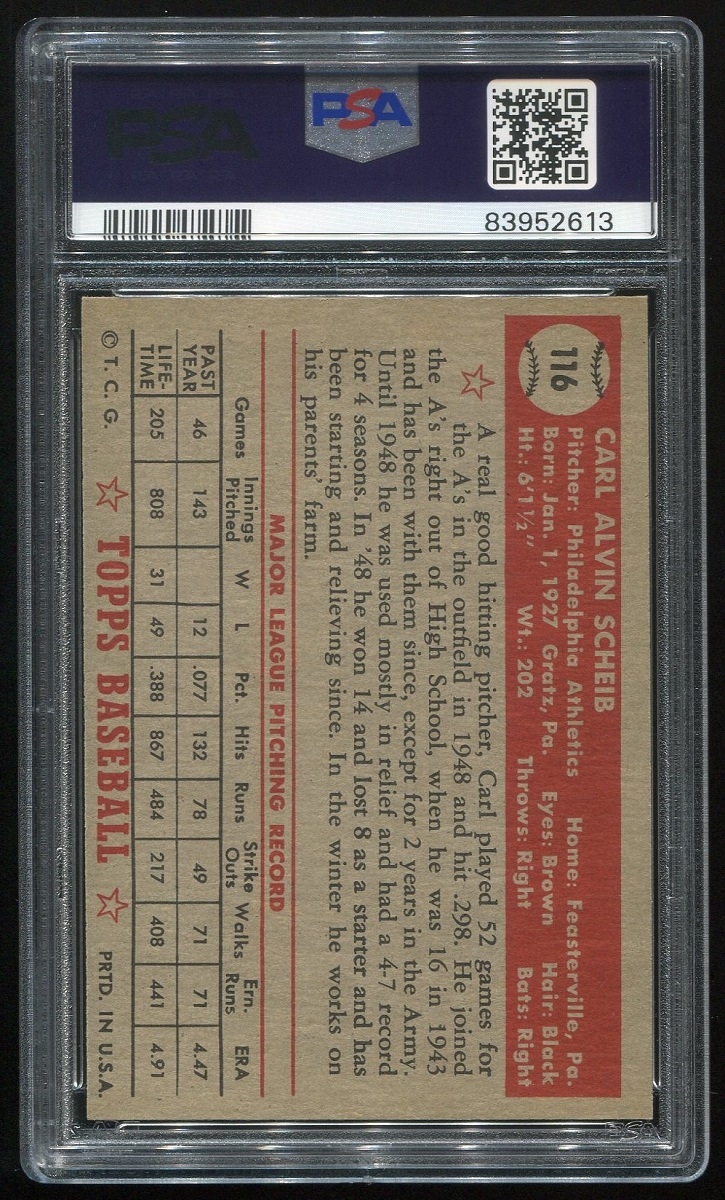 PSA
PSA
83952613
116
CARL ALVIN SCHEIB
Pitcher: Philadelphia Athletics Home: Feasterville, Pa.
Born: Jan. 1, 1927 Gratz, Pa. Eyes: Brown Hair: Black
Ht.: 6'1½" Wt.: 202 Throws: Right Bats: Right
A real good hitting pitcher, Carl played 52 games for
the A's in the outfield in 1948 and hit .298. He joined
the A's right out of High School, when he was 16 in 1943
and has been with them since, except for 2 years in the Army.
Until 1948 he was used mostly in relief and had a 4-7 record
for 4 seasons. In '48 he won 14 and lost 8 as a starter and has
been starting and relieving since. In the winter he works on
his parents' farm.
MAJOR LEAGUE PITCHING RECORD
Games Innings Pitched W L Pct. Hits Runs Strike Outs Walks Ern. Runs ERA
PAST YEAR 46 143 12 .077 132 78 49 71 71 4.47
LIFE-TIME 205 808 31 49 .388 867 484 217 408 441 4.91
© T. C. G. TOPPS BASEBALL PRTD. IN U.S.A.
PSA